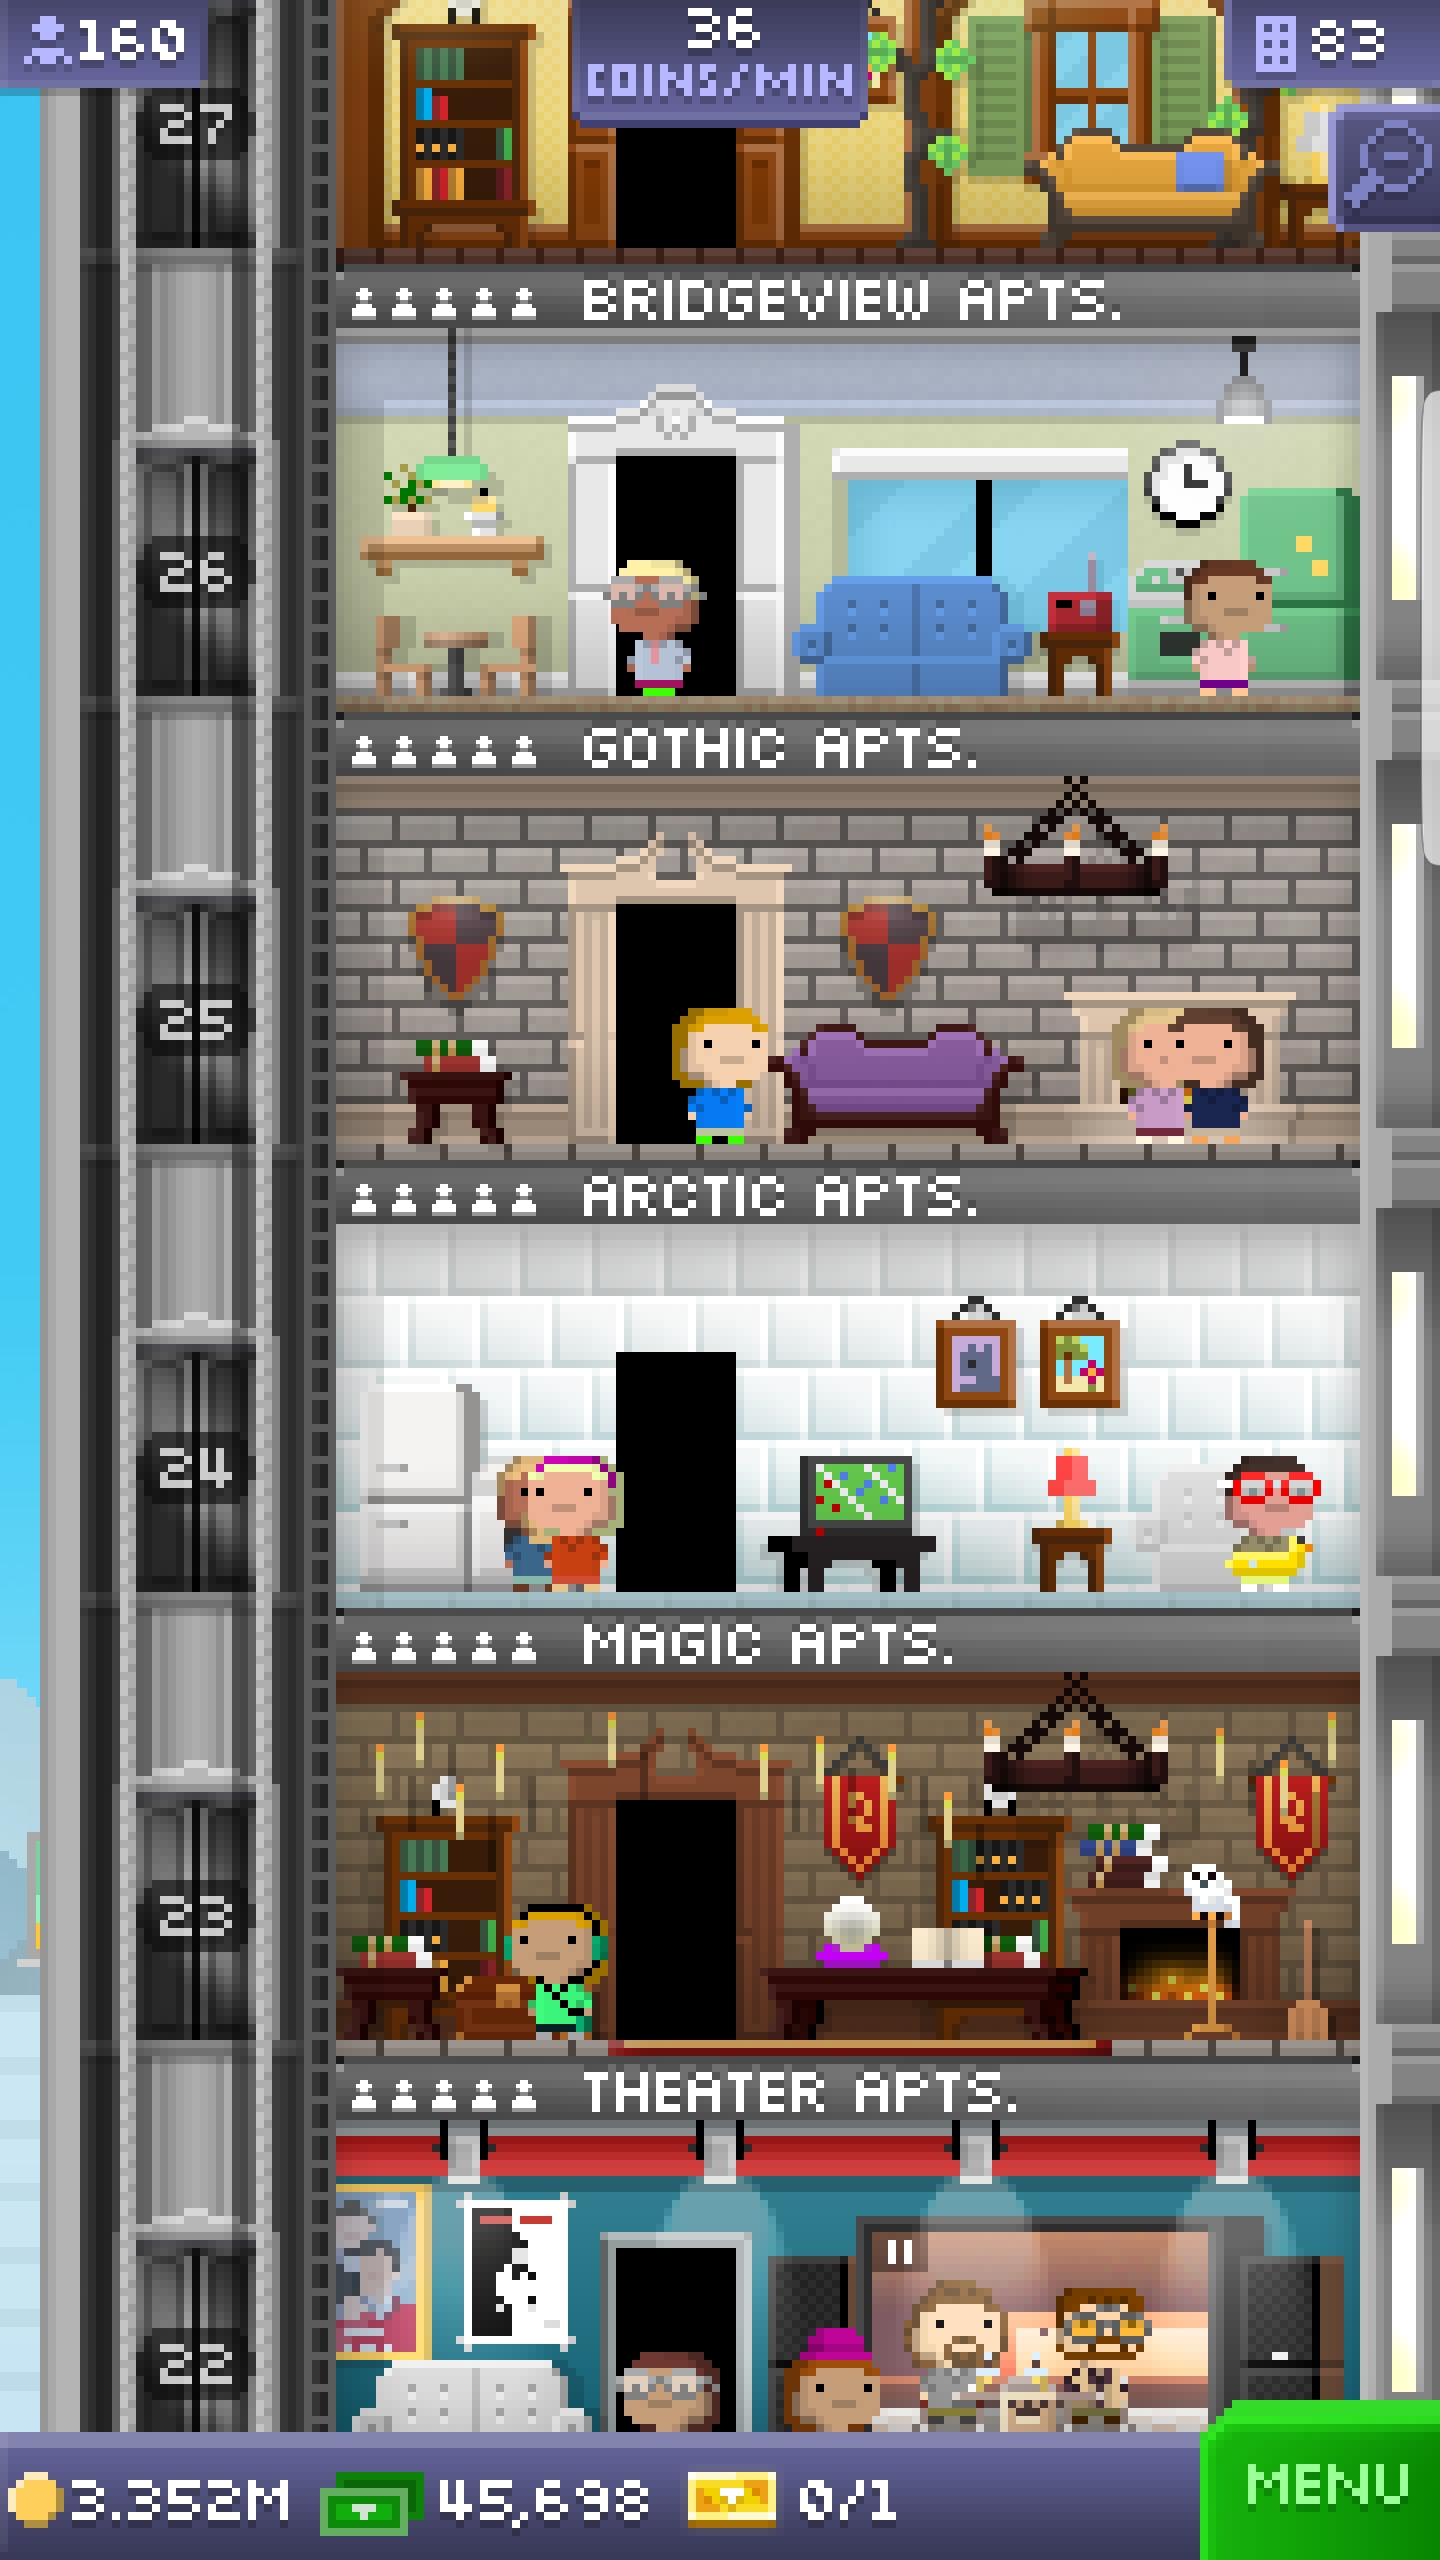 160
36
COINS/MIN
83
27
BRIDGEVIEW APTS.
26
GOTHIC APTS.
25
ARCTIC APTS.
24
MAGIC APTS.
23
THEATER APTS.
22
3.352M
45,698
0/1
MENU